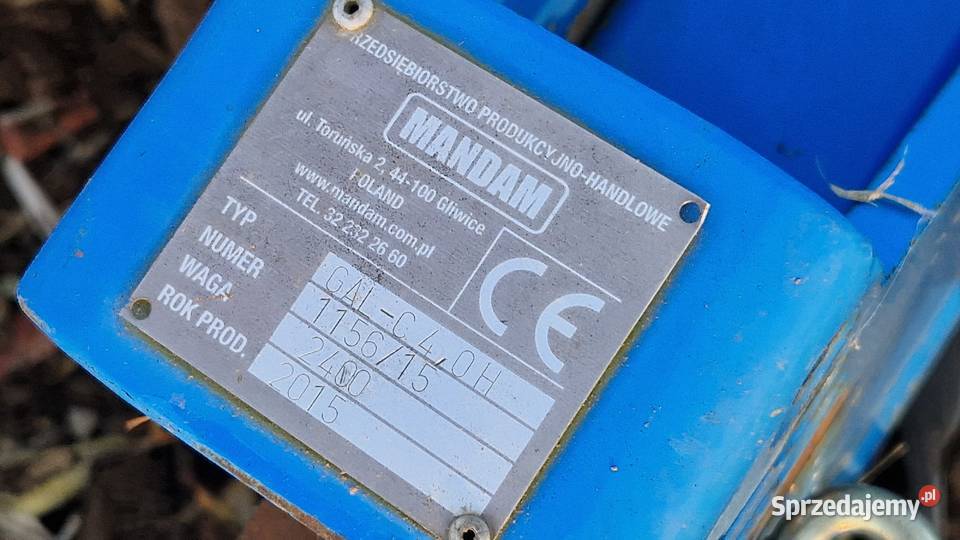 PRZEDSIĘBIORSTWO PRODUKCYJNO-HANDLOWE
MANDAM
ul. Toruńska 2, 44-100 Gliwice
POLAND
www.mandam.com.pl
TEL. 32 232 26 60
CE
TYP GAL-C 4,0H
NUMER 1156/15
WAGA 2400
ROK PROD. 2015
Sprzedajemy.pl